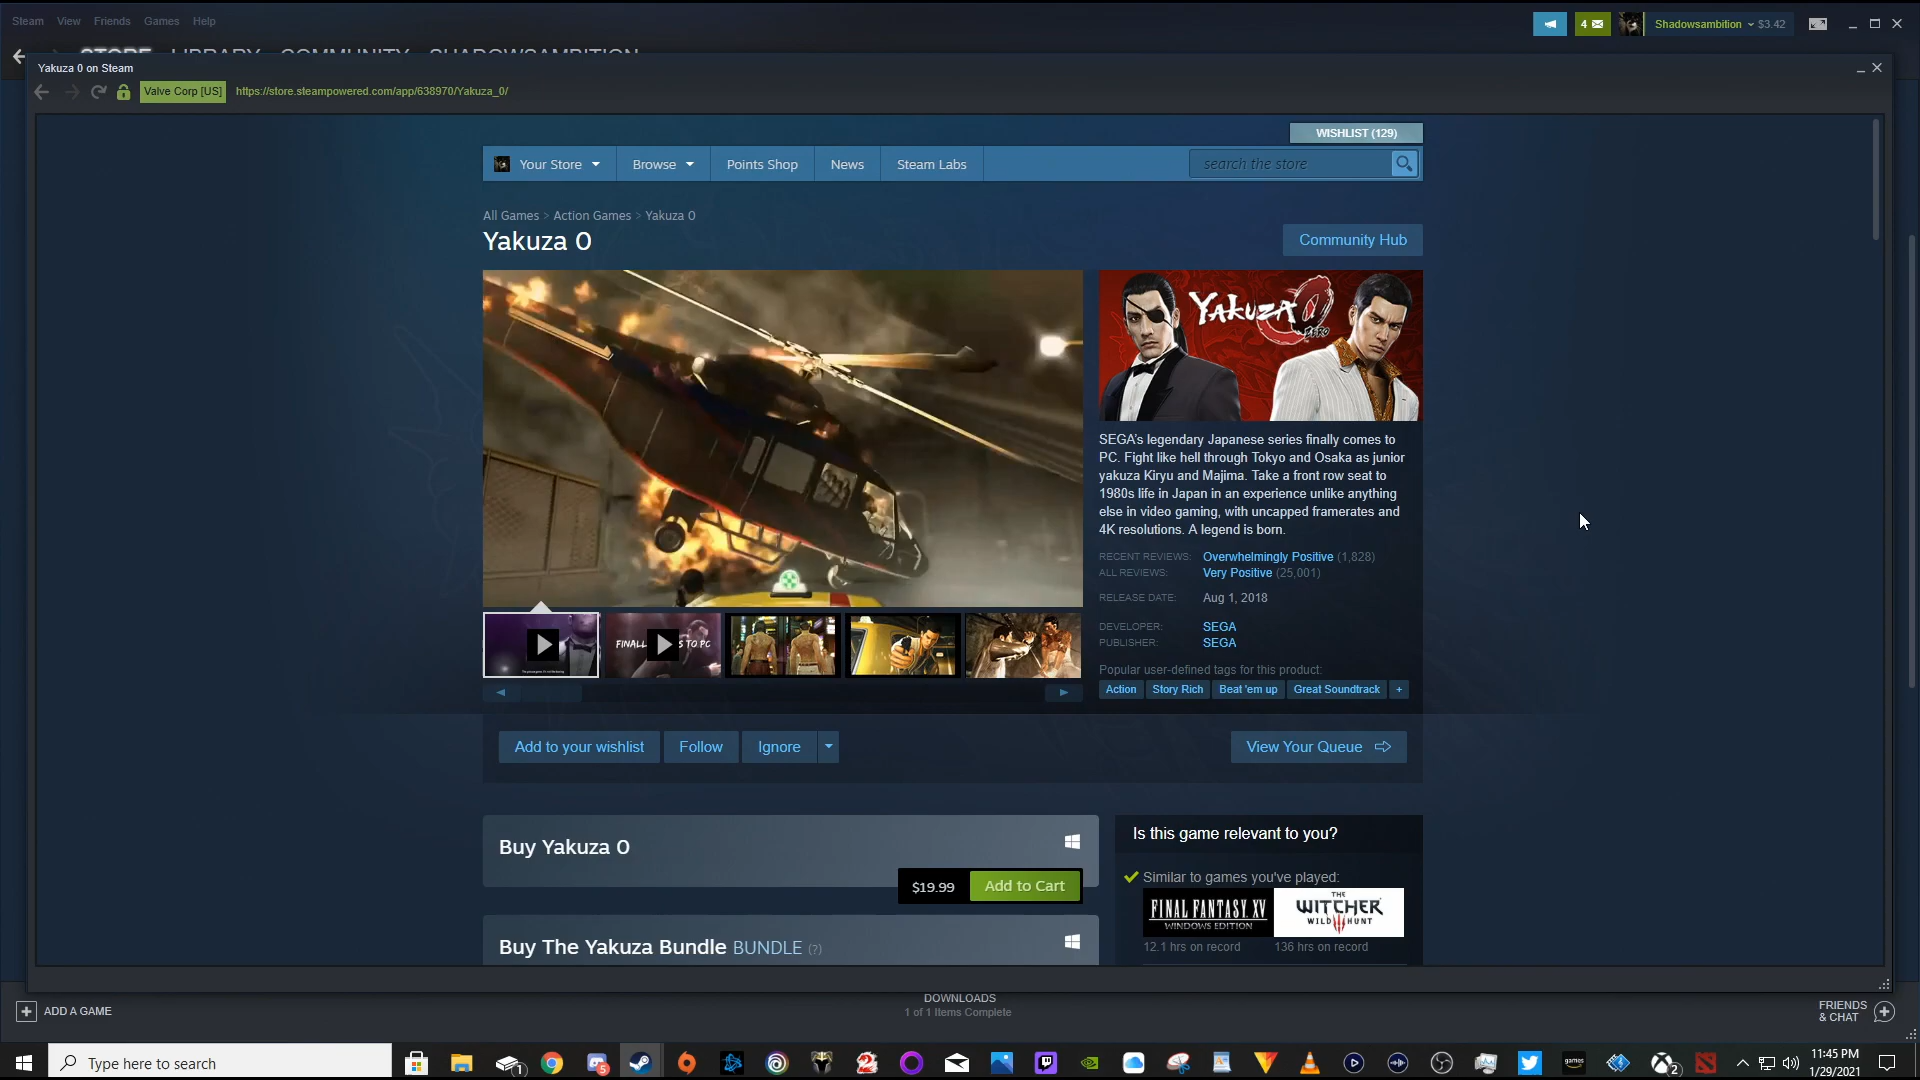 Steam View Friends Games Help
4 Shadowsambition $3.42
STORE LIBRARY COMMUNITY SHADOWSAMBITION
Yakuza 0 on Steam
Valve Corp [US] https://store.steampowered.com/app/638970/Yakuza_0/
WISHLIST (129)
Your Store Browse Points Shop News Steam Labs search the store
All Games > Action Games > Yakuza 0
Yakuza 0
Community Hub
YAKUZA 0
ZERO
SEGA's legendary Japanese series finally comes to
PC. Fight like hell through Tokyo and Osaka as junior
yakuza Kiryu and Majima. Take a front row seat to
1980s life in Japan in an experience unlike anything
else in video gaming, with uncapped framerates and
4K resolutions. A legend is born.
RECENT REVIEWS: Overwhelmingly Positive (1,828)
ALL REVIEWS: Very Positive (25,001)
RELEASE DATE: Aug 1, 2018
DEVELOPER: SEGA
PUBLISHER: SEGA
Popular user-defined tags for this product:
Action Story Rich Beat 'em up Great Soundtrack +
Add to your wishlist Follow Ignore View Your Queue
Buy Yakuza 0
$19.99 Add to Cart
Buy The Yakuza Bundle BUNDLE (?)
Is this game relevant to you?
Similar to games you've played:
FINAL FANTASY XV
WINDOWS EDITION
THE
WITCHER
WILD HUNT
12.1 hrs on record 136 hrs on record
ADD A GAME
DOWNLOADS
1 of 1 Items Complete
FRIENDS
& CHAT
Type here to search
1
5
games
2
11:45 PM
1/29/2021